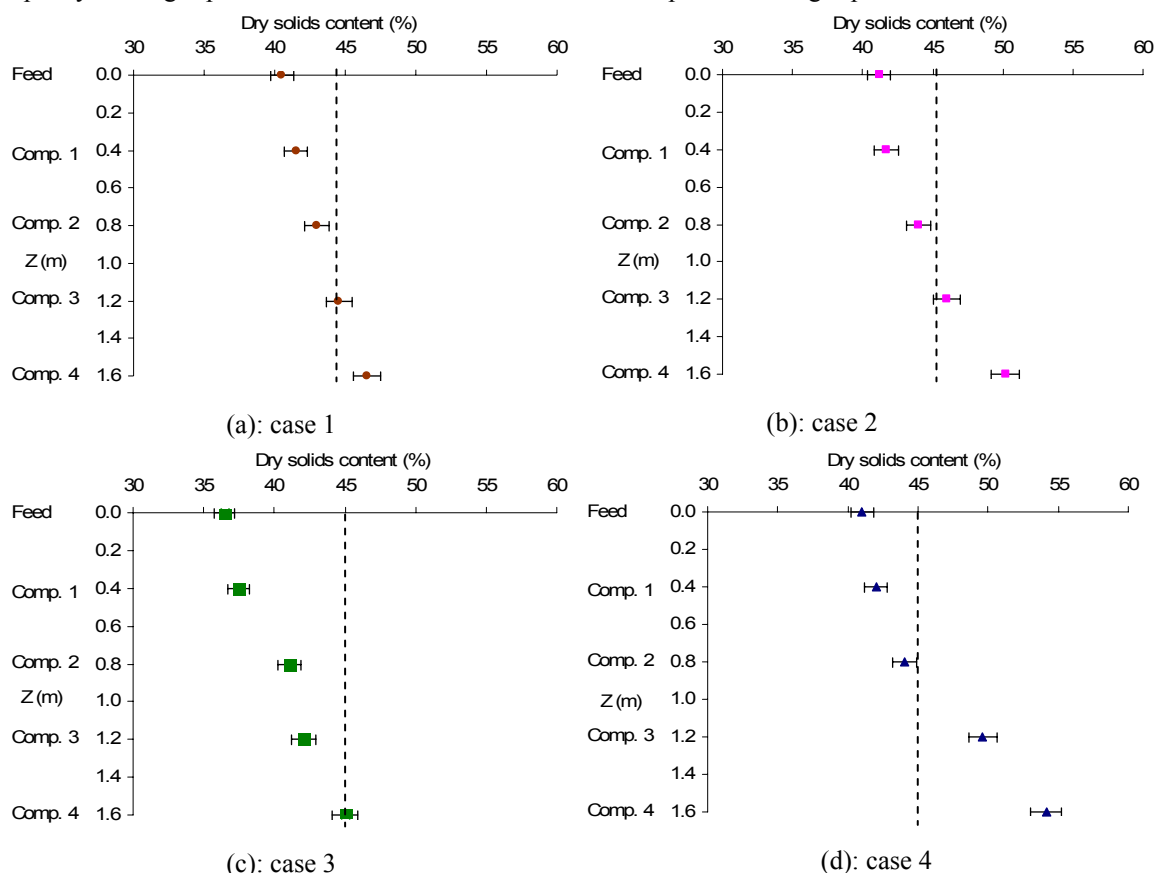 Dry solids content (%)
30 35 40 45 50 55 60
Feed 0.0
0.2
Comp. 1 0.4
0.6
Comp. 2 0.8
Z (m) 1.0
Comp. 3 1.2
1.4
Comp. 4 1.6
(a): case 1
Dry solids content (%)
30 35 40 45 50 55 60
Feed 0.0
0.2
Comp. 1 0.4
0.6
Comp. 2 0.8
Z (m) 1.0
Comp. 3 1.2
1.4
Comp. 4 1.6
(b): case 2
Dry solids content (%)
30 35 40 45 50 55 60
Feed 0.0
0.2
Comp. 1 0.4
0.6
Comp. 2 0.8
Z (m) 1.0
Comp. 3 1.2
1.4
Comp. 4 1.6
(c): case 3
Dry solids content (%)
30 35 40 45 50 55 60
Feed 0.0
0.2
Comp. 1 0.4
0.6
Comp. 2 0.8
Z (m) 1.0
Comp. 3 1.2
1.4
Comp. 4 1.6
(d): case 4